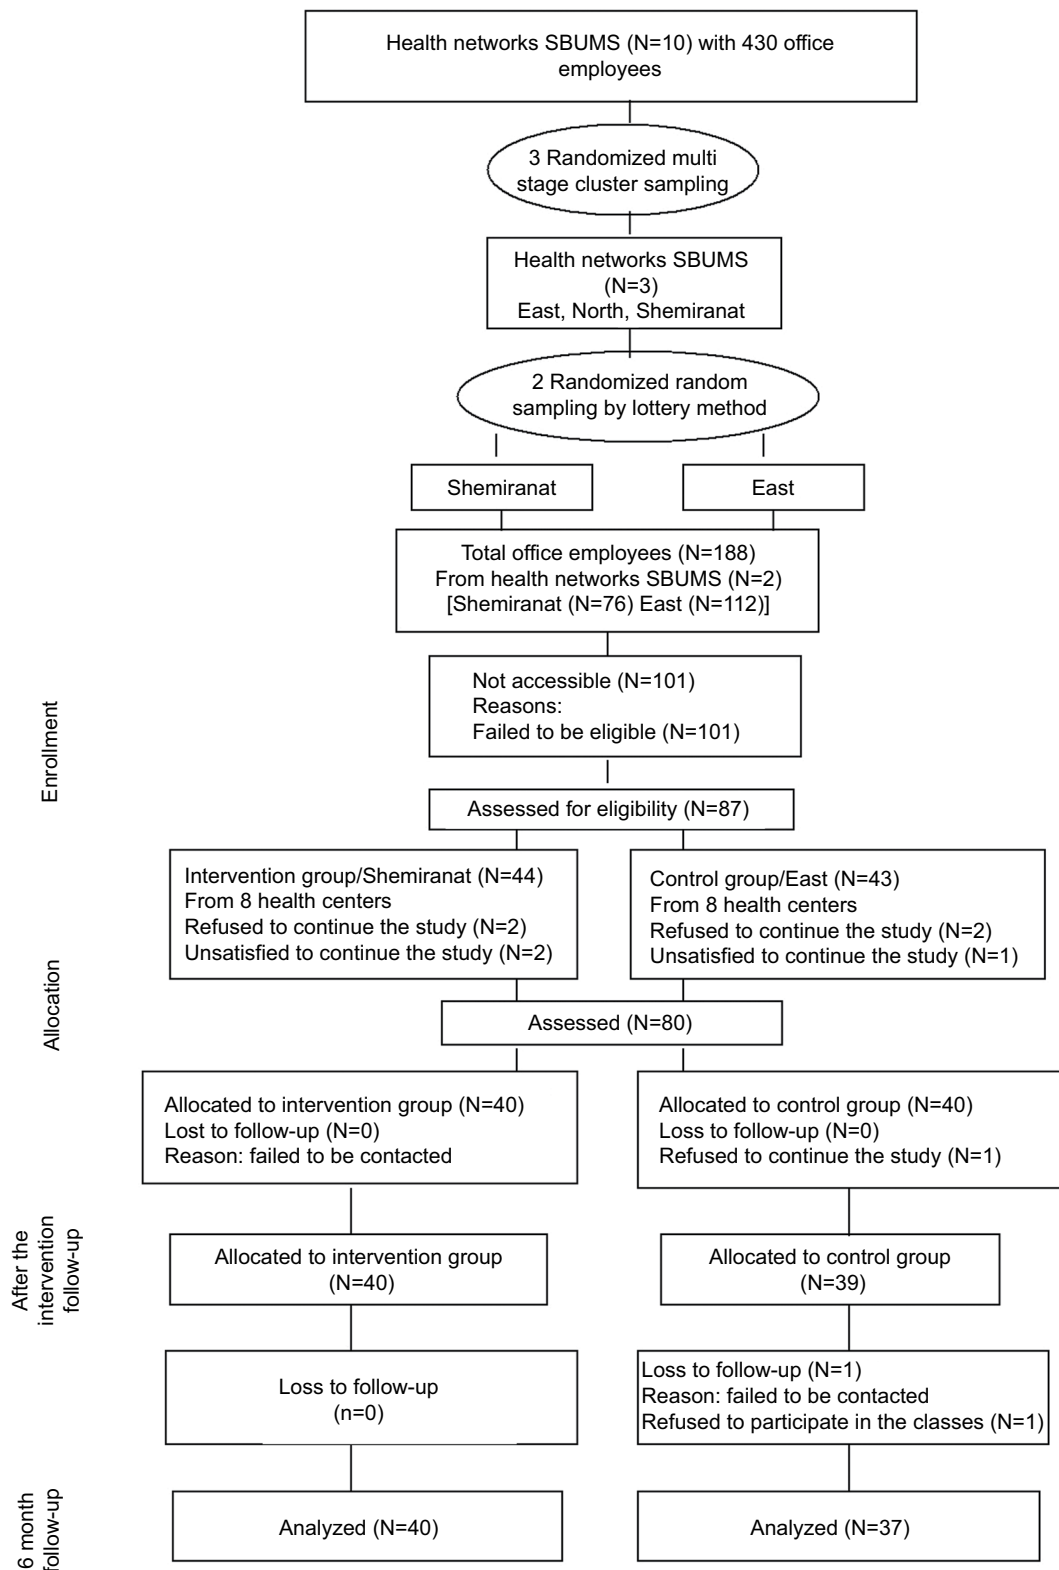 Health networks SBUMS (N=10) with 430 office
employees
3 Randomized multi
stage cluster sampling
Health networks SBUMS
(N=3)
East, North, Shemiranat
2 Randomized random
sampling by lottery method
Shemiranat
East
Total office employees (N=188)
From health networks SBUMS (N=2)
[Shemiranat (N=76) East (N=112)]
Enrollment
Not accessible (N=101)
Reasons:
Failed to be eligible (N=101)
Assessed for eligibility (N=87)
Intervention group/Shemiranat (N=44)
From 8 health centers
Refused to continue the study (N=2)
Unsatisfied to continue the study (N=2)
Control group/East (N=43)
From 8 health centers
Refused to continue the study (N=2)
Unsatisfied to continue the study (N=1)
Allocation
Assessed (N=80)
Allocated to intervention group (N=40)
Lost to follow-up (N=0)
Reason: failed to be contacted
Allocated to control group (N=40)
Loss to follow-up (N=0)
Refused to continue the study (N=1)
After the
intervention
follow-up
Allocated to intervention group
(N=40)
Allocated to control group
(N=39)
Loss to follow-up
(n=0)
Loss to follow-up (N=1)
Reason: failed to be contacted
Refused to participate in the classes (N=1)
6 month
follow-up
Analyzed (N=40)
Analyzed (N=37)